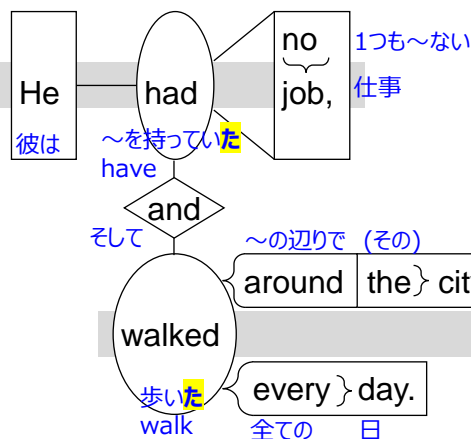 no 1つも~ない
He had job, 仕事
彼は ~を持っていた
have
and
そして
~の辺りで (その)
around the cit
walked
歩いた every day.
walk 全ての 日